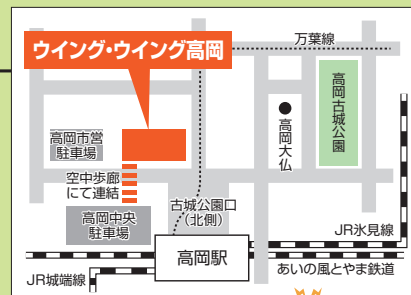 ウイング・ウイング高岡
万葉線
高岡古城公園
高岡大仏
高岡市営
駐車場
空中歩廊
にて連結
古城公園口
(北側)
高岡中央
駐車場
高岡駅
JR氷見線
あいの風とやま鉄道
JR城端線